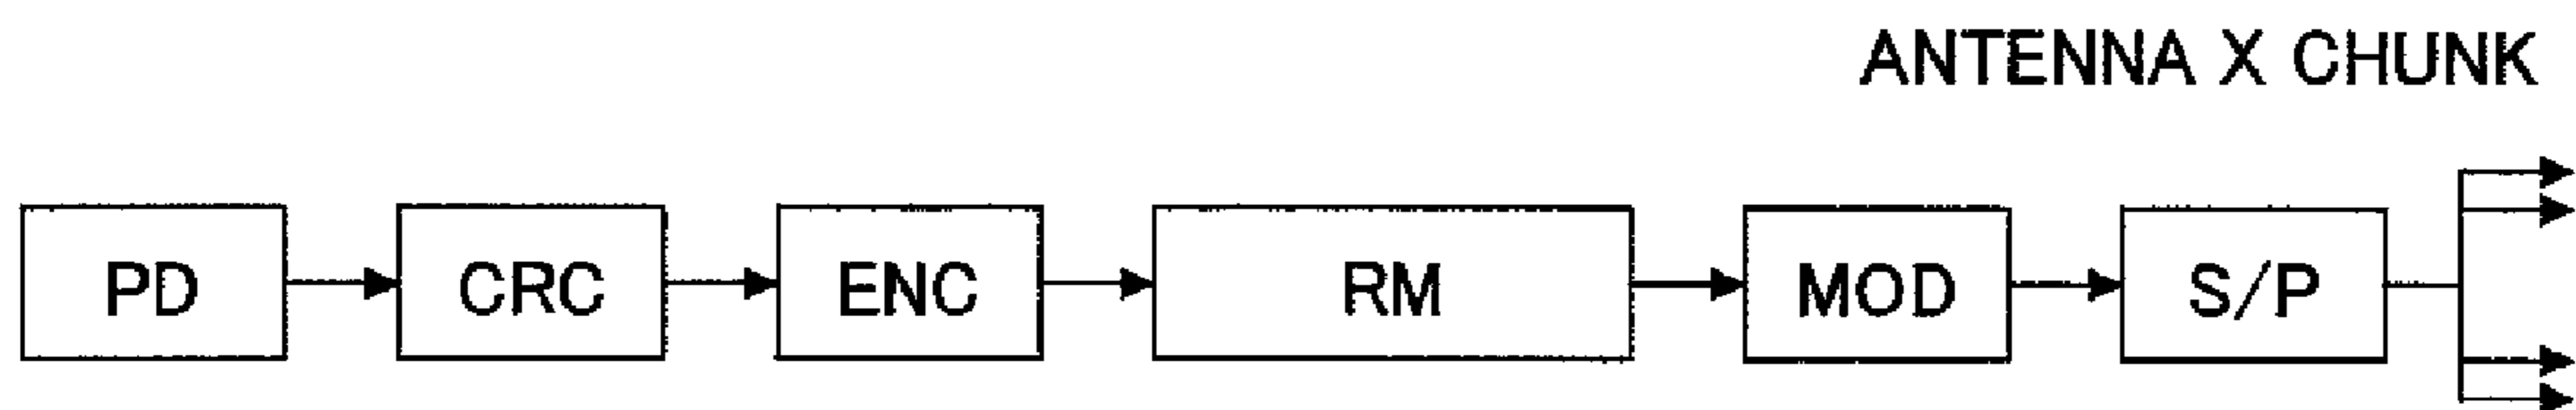 ANTENNA X CHUNK
PD
CRC
ENC
RM
MOD
S/P